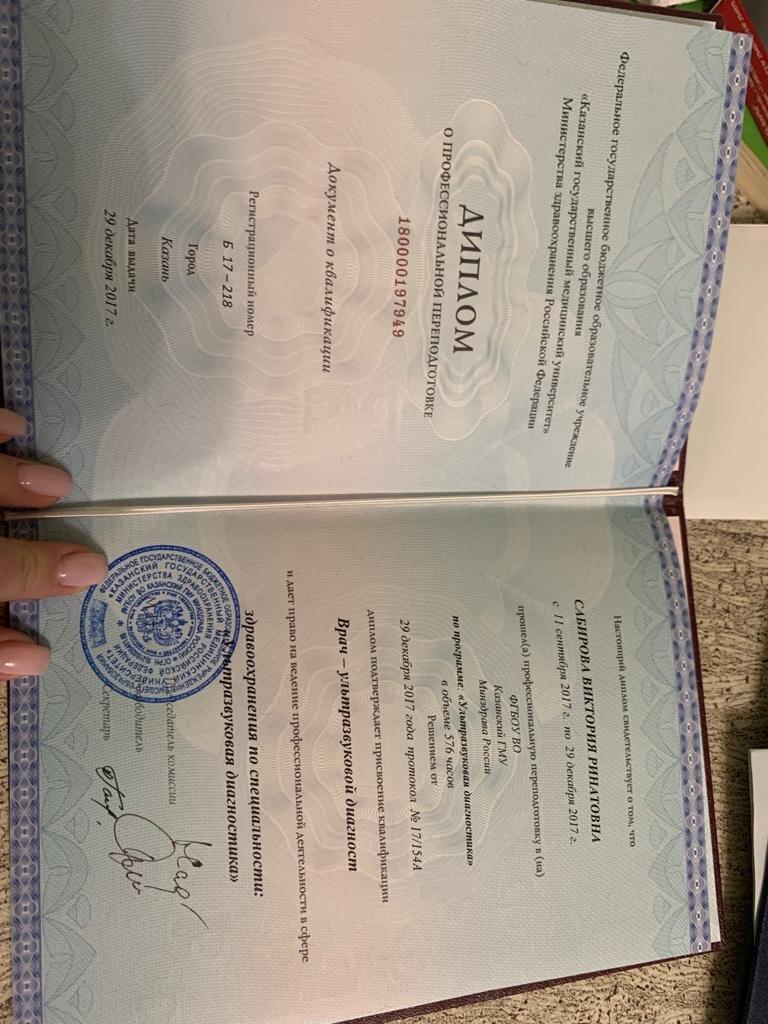 Федеральное государственное бюджетное образовательное учреждение
высшего образования
«Казанский государственный медицинский университет»
Министерства здравоохранения Российской Федерации
ДИПЛОМ
О ПРОФЕССИОНАЛЬНОЙ ПЕРЕПОДГОТОВКЕ
180000197949
Документ о квалификации
Регистрационный номер
Б 17–218
Город
Казань
Дата выдачи
29 декабря 2017 г.
Настоящий диплом свидетельствует о том, что
САБИРОВА ВИКТОРИЯ РИНАТОВНА
с 11 сентября 2017 г. по 29 декабря 2017 г.
прошел(а) профессиональную переподготовку в (на)
ФГБОУ ВО
Казанский ГМУ
Минздрава России
по программе: «Ультразвуковая диагностика»
в объеме 576 часов
Решением от
29 декабря 2017 года протокол № 17/154А
диплом подтверждает присвоение квалификации
Врач – ультразвуковой диагност
и дает право на ведение профессиональной деятельности в сфере
здравоохранения по специальности:
«Ультразвуковая диагностика»
Председатель комиссии
Руководитель
Секретарь